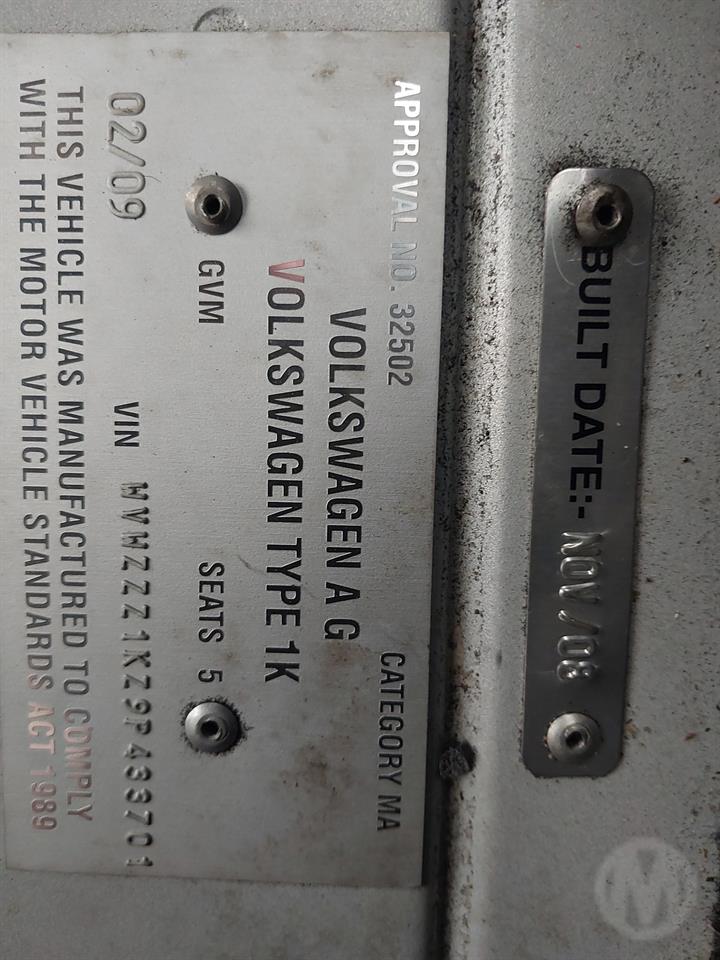 BUILT DATE:- NOV/08
APPROVAL NO. 32502 CATEGORY MA
VOLKSWAGEN A G
VOLKSWAGEN TYPE 1K
GVM SEATS 5
02/09 VIN WVWZZZ1KZ9P433701
THIS VEHICLE WAS MANUFACTURED TO COMPLY
WITH THE MOTOR VEHICLE STANDARDS ACT 1989
M